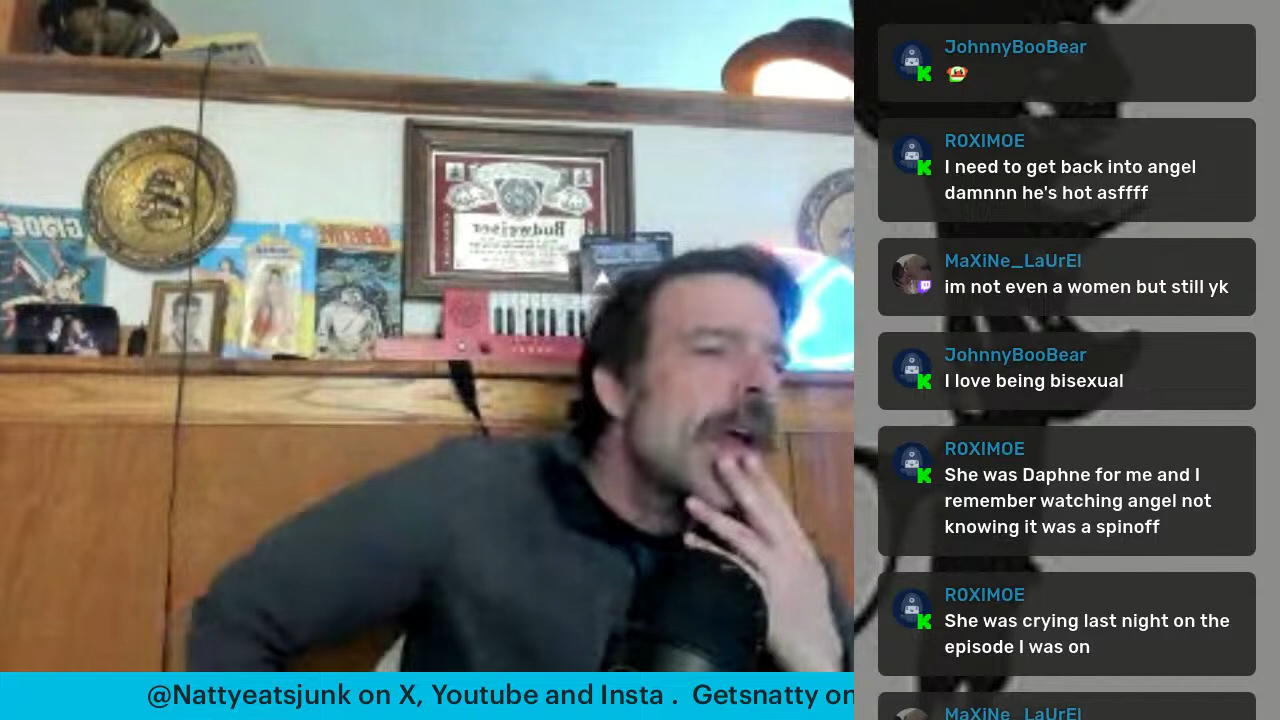 JohnnyBooBear
R0XIMOE
I need to get back into angel
damnnn he's hot asffff
MaXiNe_LaUrEl
im not even a women but still yk
JohnnyBooBear
I love being bisexual
R0XIMOE
She was Daphne for me and I
remember watching angel not
knowing it was a spinoff
R0XIMOE
She was crying last night on the
episode I was on
MaXiNe_LaUrEl
Budweiser
@Nattyeatsjunk on X, Youtube and Insta . Getsnatty on